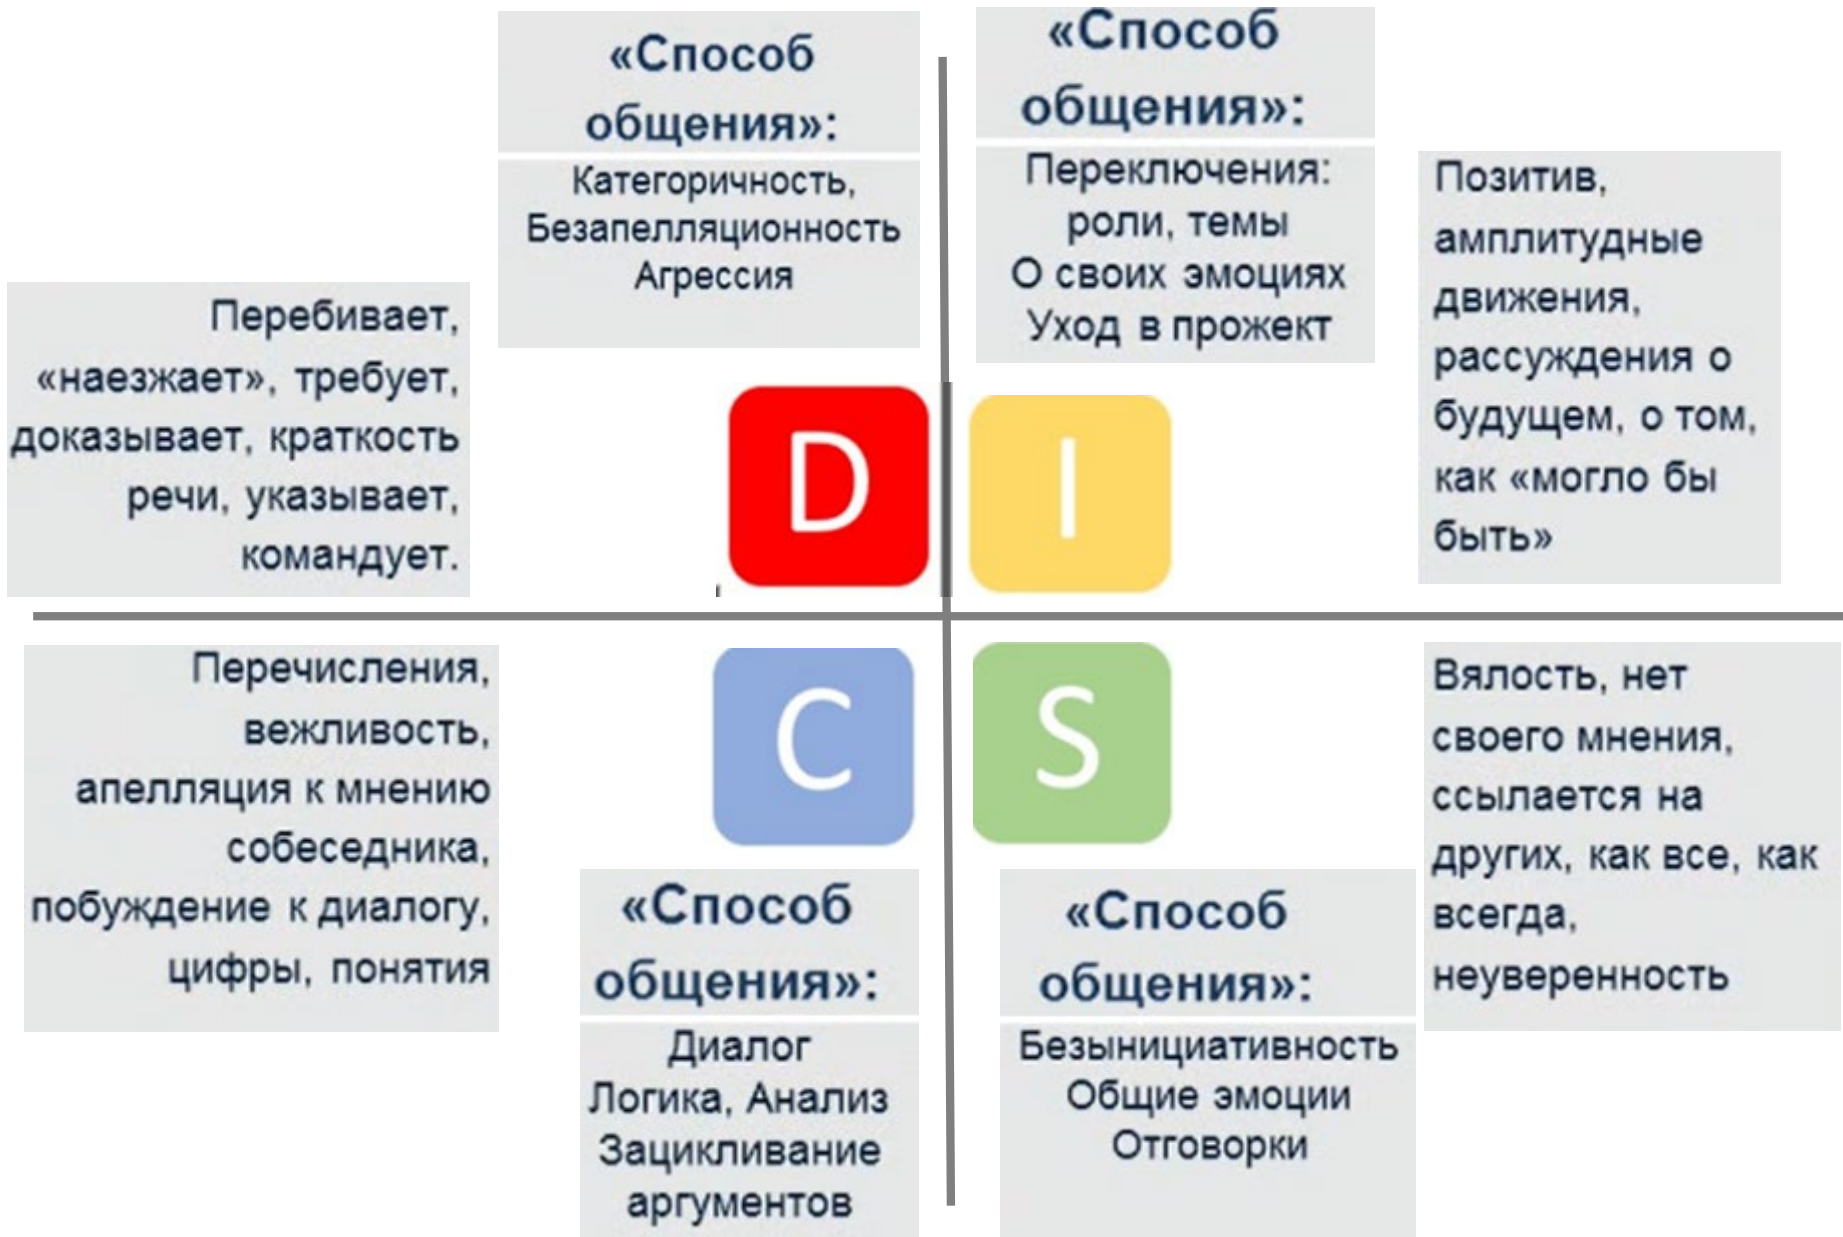 «Способ
общения»:
Категоричность,
Безапелляционность
Агрессия
Перебивает,
«наезжает», требует,
доказывает, краткость
речи, указывает,
командует.
D
«Способ
общения»:
Переключения:
роли, темы
О своих эмоциях
Уход в прожект
Позитив,
амплитудные
движения,
рассуждения о
будущем, о том,
как «могло бы
быть»
I
Перечисления,
вежливость,
апелляция к мнению
собеседника,
побуждение к диалогу,
цифры, понятия
C
«Способ
общения»:
Диалог
Логика, Анализ
Зацикливание
аргументов
S
Вялость, нет
своего мнения,
ссылается на
других, как все, как
всегда,
неуверенность
«Способ
общения»:
Безынициативность
Общие эмоции
Отговорки